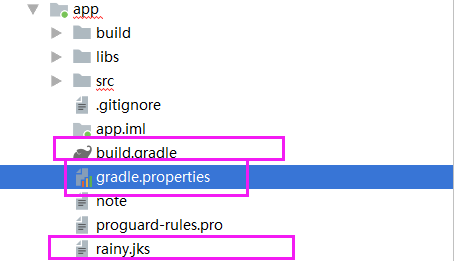 app
build
libs
src
.gitignore
app.iml
build.gradle
gradle.properties
note
proguard-rules.pro
rainy.jks